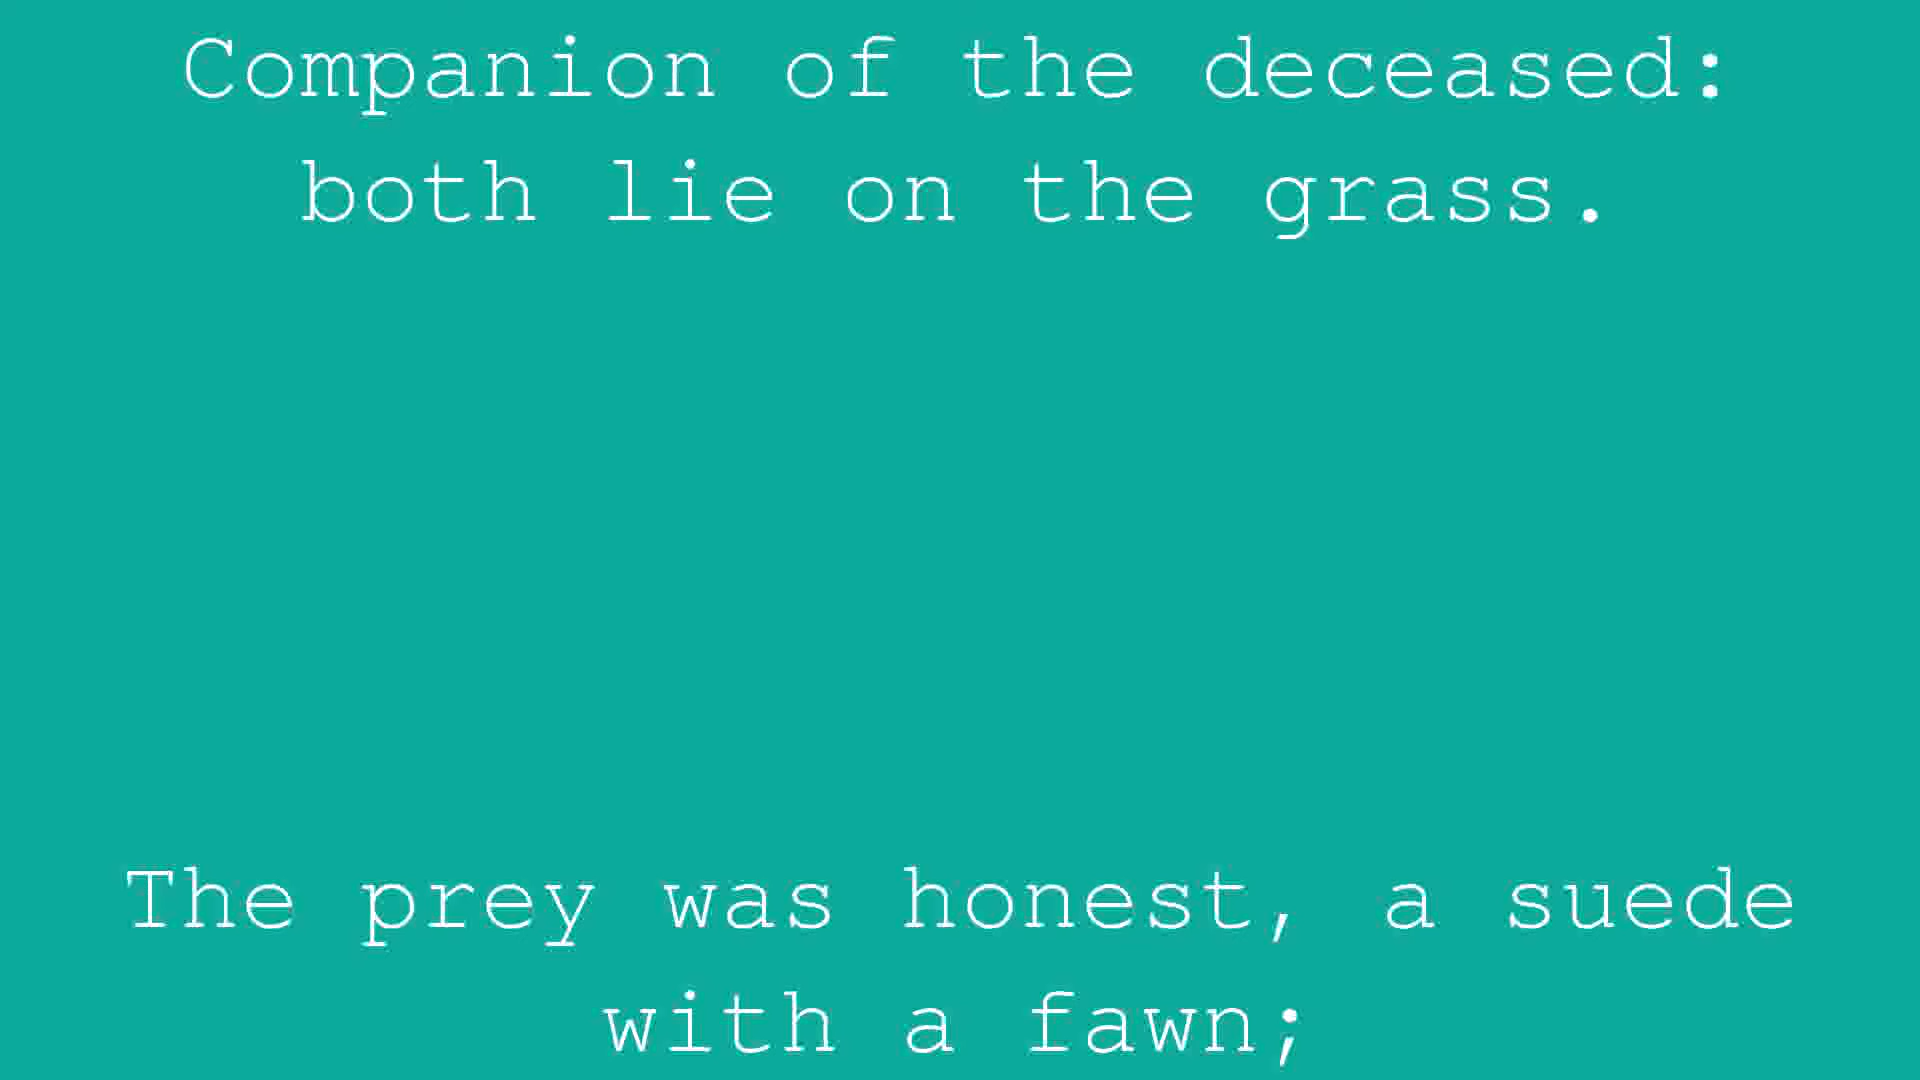 Companion of the deceased:
both lie on the grass.
The prey was honest, a suede
with a fawn;